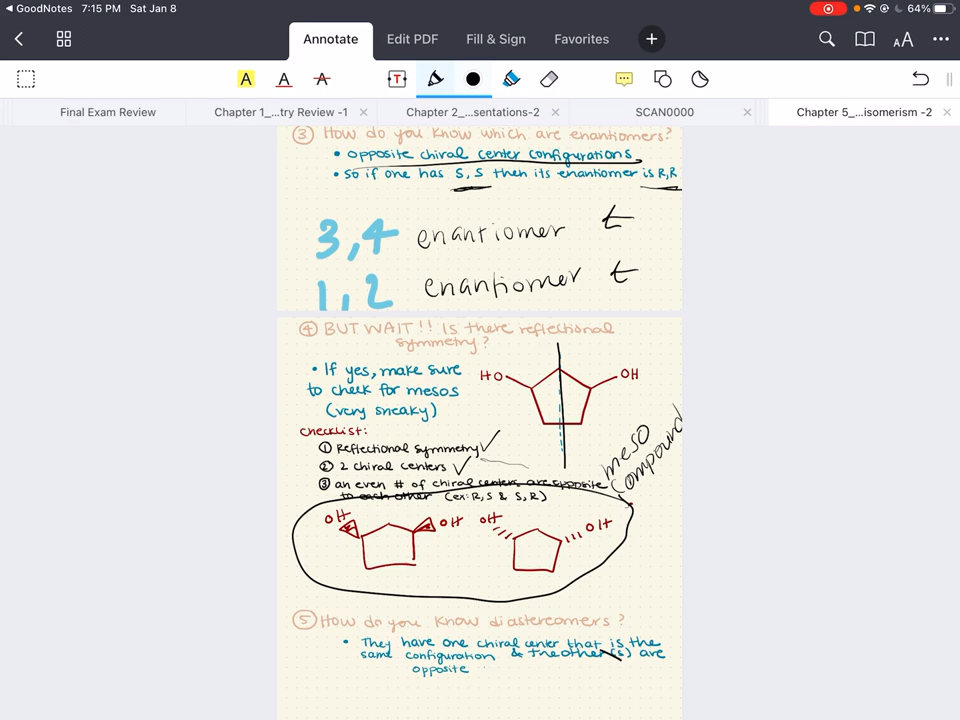 GoodNotes 7:15 PM Sat Jan 8 64%
Annotate Edit PDF Fill & Sign Favorites
AA
A A A T
Final Exam Review Chapter 1_...try Review -1 Chapter 2_...sentations-2 SCAN0000 Chapter 5_...isomerism -2
③ How do you know which are enantiomers?
• opposite chiral center configurations
• so if one has S, S then its enantiomer is R, R
3,4 enantiomer t
1,2 enantiomer t
④ BUT WAIT!! Is there reflectional
symmetry?
• If yes, make sure
to check for mesos
(very sneaky)
HO OH
checklist:
① Reflectional symmetry
② 2 chiral centers
③ an even # of chiral centers are opposite
to each other (ex: R, S & S, R)
meso
compound
OH OH OH OH
⑤ How do you know diastereomers?
• They have one chiral center that is the
same configuration & the other(s) are
opposite